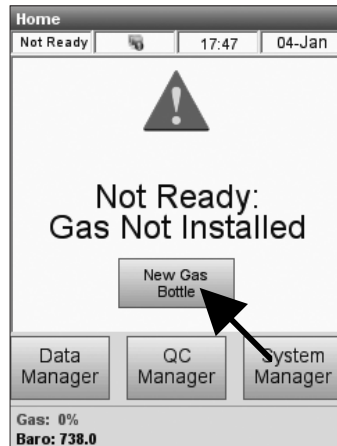 Home
Not Ready 17:47 04-Jan
Not Ready:
Gas Not Installed
New Gas
Bottle
Data Manager
QC Manager
System Manager
Gas: 0%
Baro: 738.0